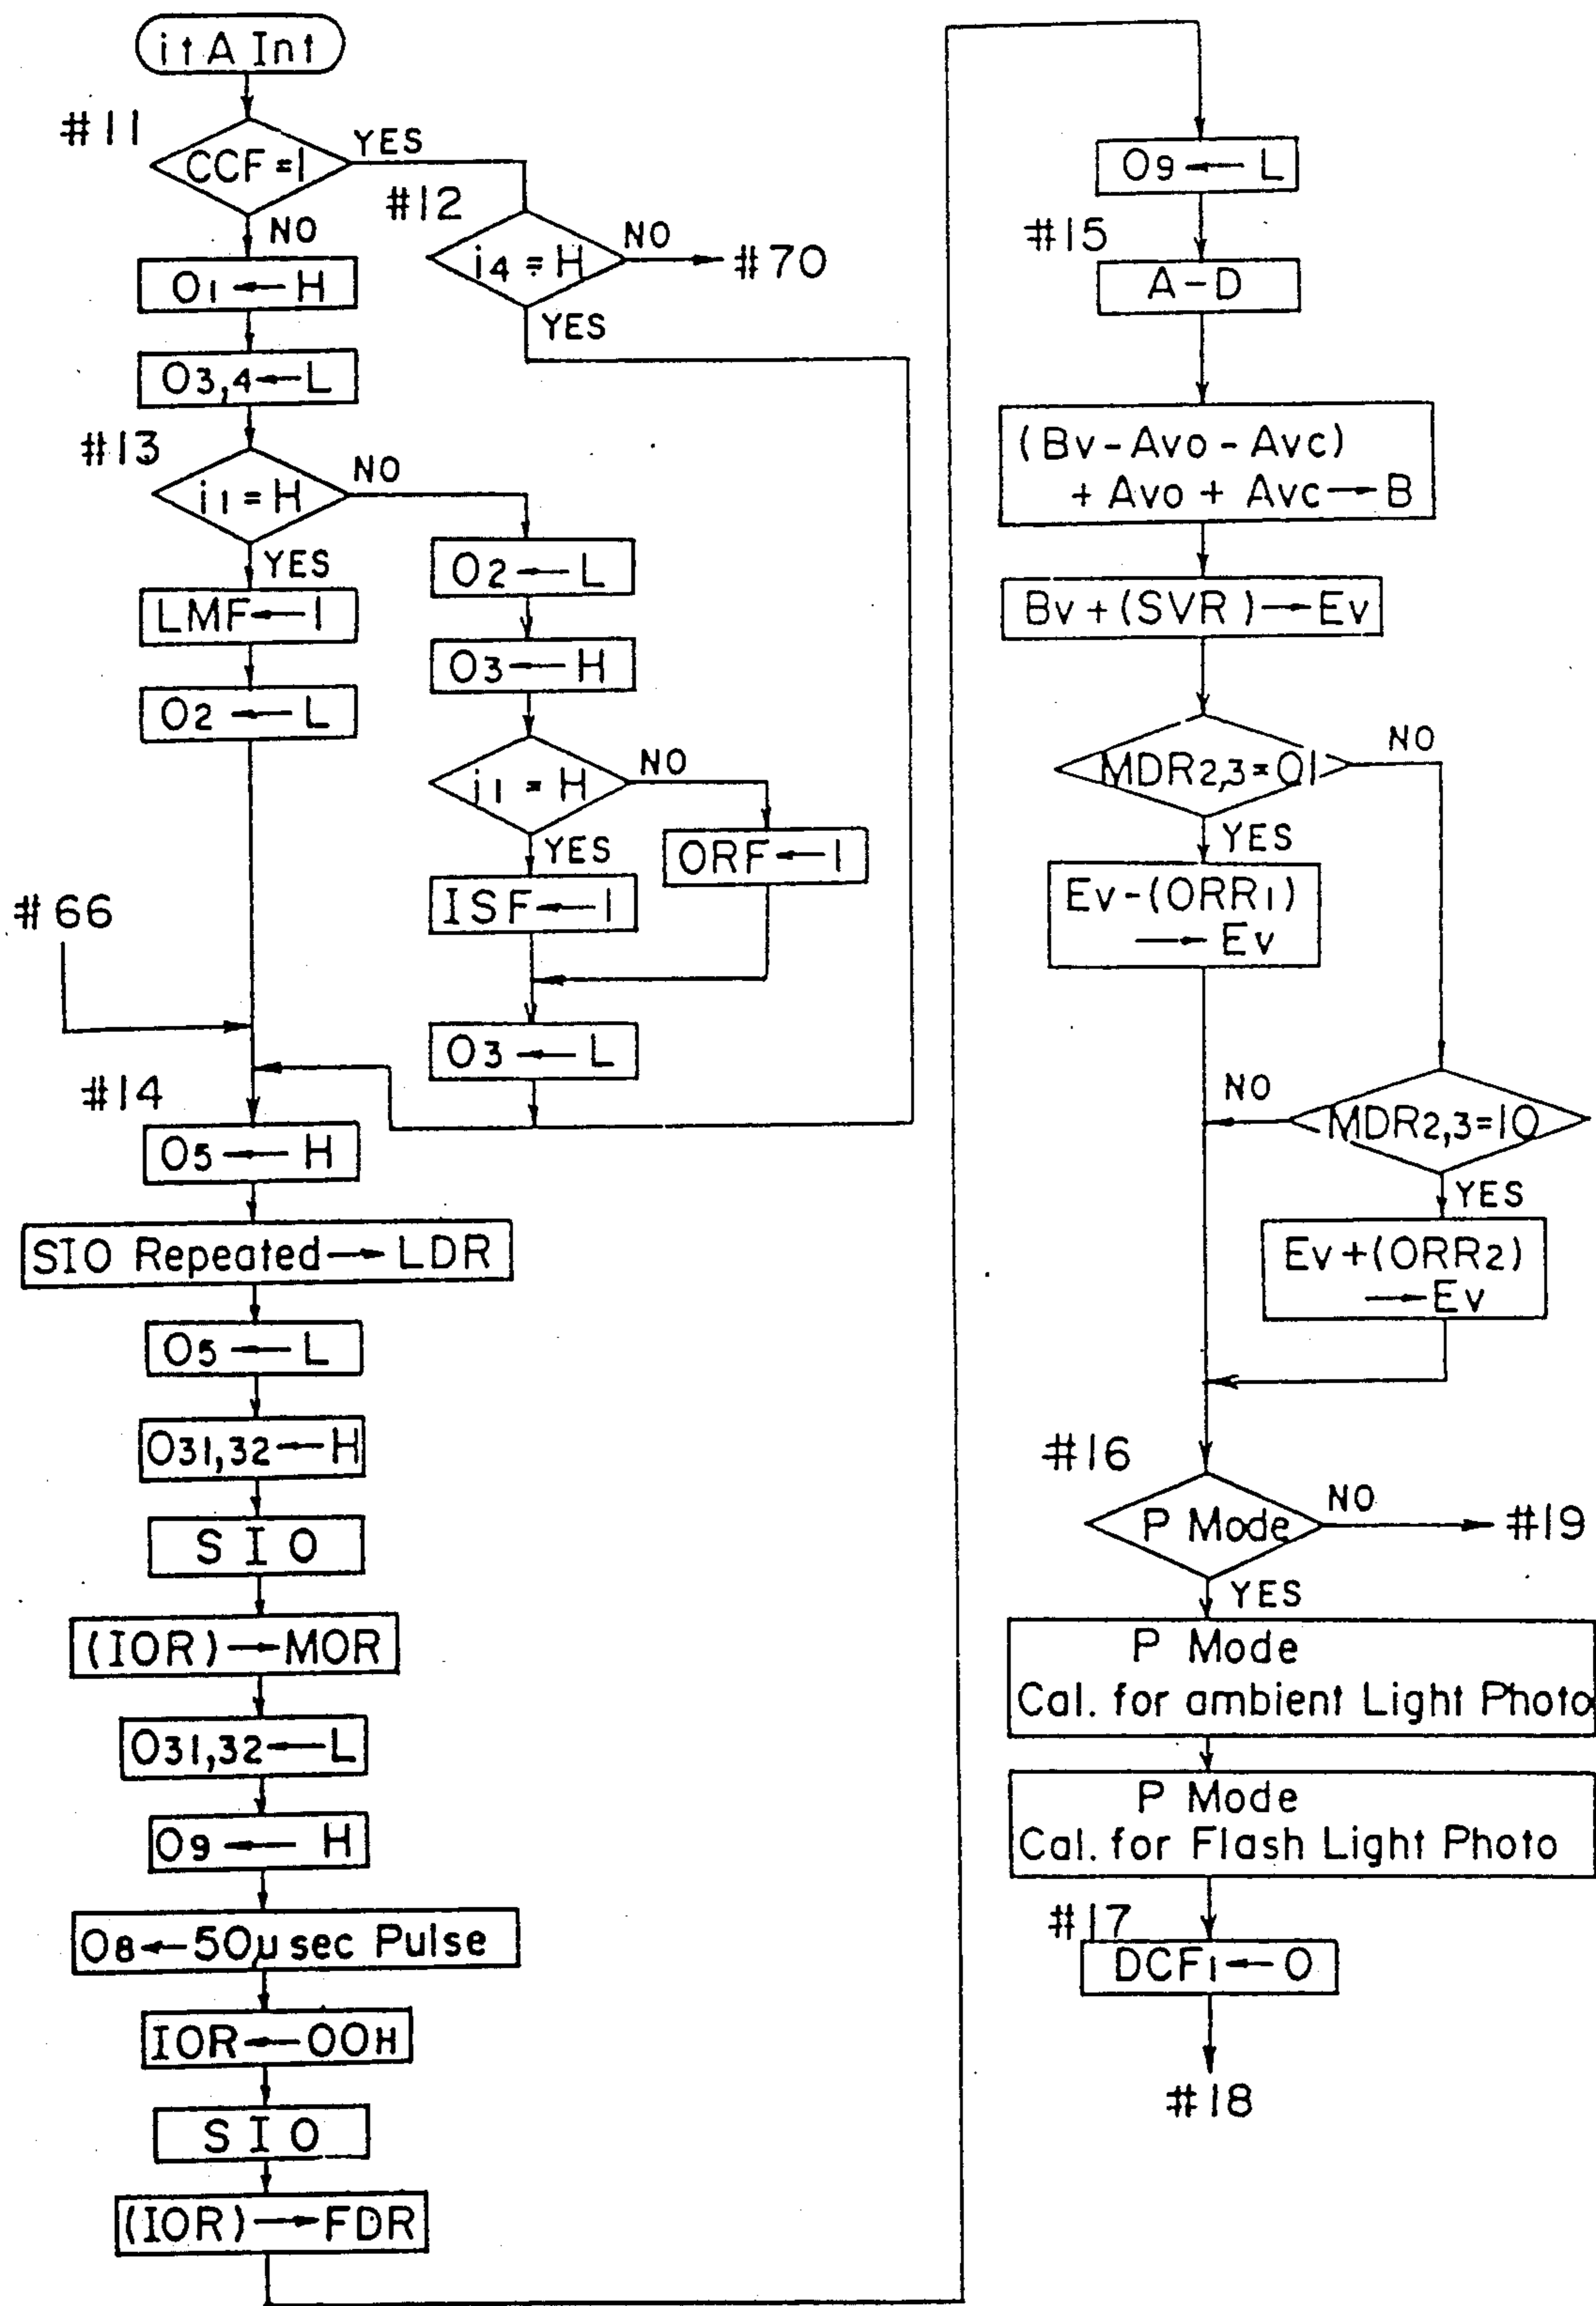 itA Int
#11
CCF=1
YES
NO
#12
i4=H
NO
#70
YES
O1←H
O3,4←L
#13
i1=H
NO
YES
LMF←1
O2←L
O2←L
O3←H
i1=H
NO
YES
ORF←1
ISF←1
O3←L
#66
#14
O5←H
SIO Repeated→LDR
O5←L
O31,32←H
SIO
(IOR)→MOR
O31,32←L
O9←H
O8←50μsec Pulse
IOR←OOH
SIO
(IOR)→FDR
O9←L
#15
A-D
(Bv-Avo-Avc)
+Avo+Avc→B
Bv+(SVR)→Ev
MDR2,3=01
NO
YES
Ev-(ORR1)
→Ev
NO
MDR2,3=10
YES
Ev+(ORR2)
→Ev
#16
P Mode
NO
#19
YES
P Mode
Cal. for ambient Light Photo
P Mode
Cal. for Flash Light Photo
#17
DCF1←0
#18